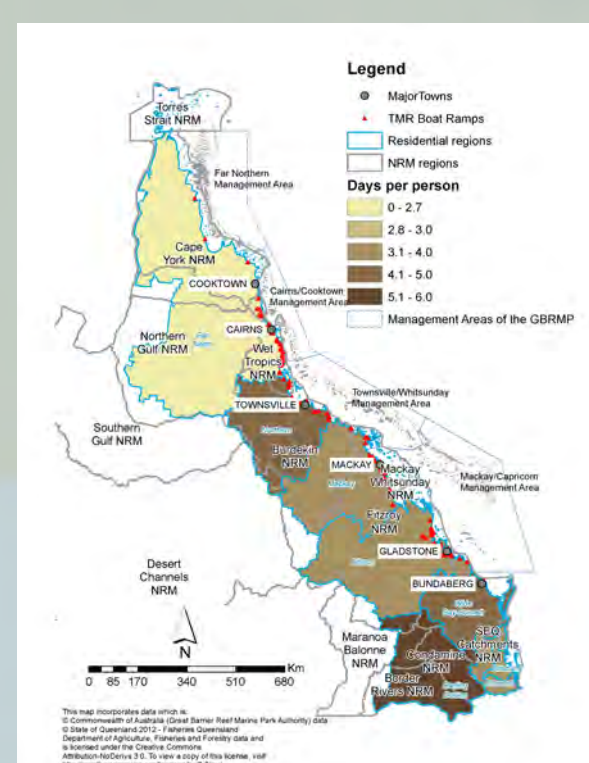 Legend
MajorTowns
TMR Boat Ramps
Residential regions
NRM regions
Days per person
0 - 2.7
2.8 - 3.0
3.1 - 4.0
4.1 - 5.0
5.1 - 6.0
Management Areas of the GBRMP
Torres
Strait NRM
Far Northern
Management Area
Cape
York NRM
COOKTOWN
Cairns/Cooktown
Management Area
CAIRNS
Northern
Gulf NRM
Far
Wet
Tropics
NRM
Townsville/Whitsunday
Management Area
TOWNSVILLE
Southern
Gulf NRM
Northern
Burdekin
NRM
MACKAY
Mackay
Whitsunday
NRM
Mackay
Mackay/Capricorn
Management Area
Fitzroy
NRM
GLADSTONE
BUNDABERG
Desert
Channels
NRM
SEQ
Catchments
NRM
Maranoa
Balonne
NRM
Condamine
NRM
Border
Rivers NRM
N
Km
0 85 170 340 510 680
This map incorporates data which is:
© Commonwealth of Australia (Great Barrier Reef Marine Park Authority) data
© State of Queensland 2012 - Fisheries Queensland
Department of Agriculture, Fisheries and Forestry data and
is licensed under the Creative Commons
Attribution-NoDerivs 3.0. To view a copy of this license, visit